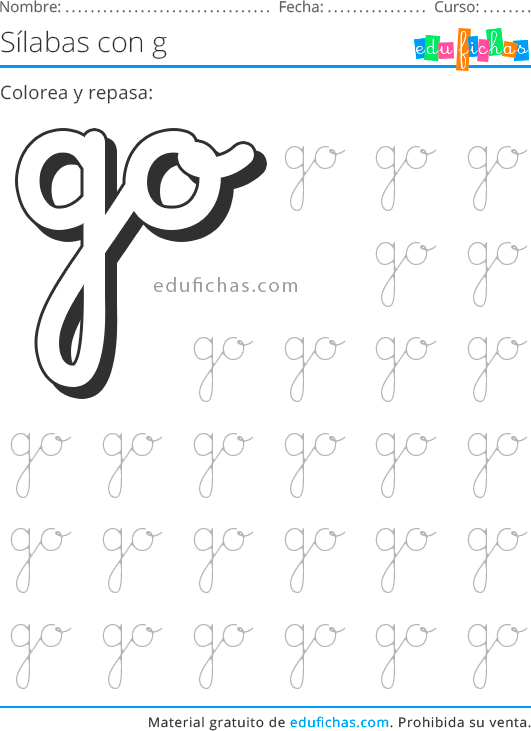 Nombre: ................................ Fecha: ................ Curso: ........
Sílabas con g
edufichas
Colorea y repasa:
go go go go
go go
edufichas.com
go go go go
go go go go go go
go go go go go go
go go go go go go
Material gratuito de edufichas.com. Prohibida su venta.